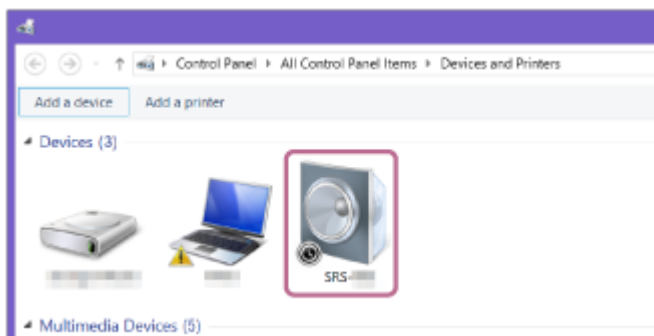 Control Panel ▸ All Control Panel Items ▸ Devices and Printers
Add a device Add a printer
Devices (3)
SRS-
Multimedia Devices (5)